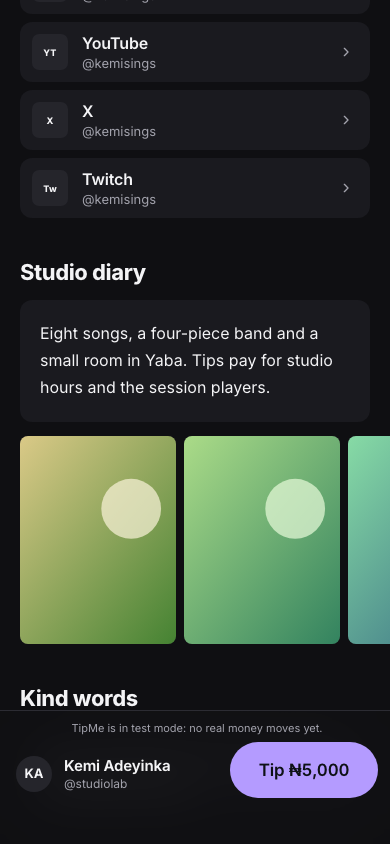 YT
YouTube
@kemisings
X
X
@kemisings
Tw
Twitch
@kemisings
Studio diary
Eight songs, a four-piece band and a
small room in Yaba. Tips pay for studio
hours and the session players.
Kind words
TipMe is in test mode: no real money moves yet.
KA
Kemi Adeyinka
@studiolab
Tip ₦5,000